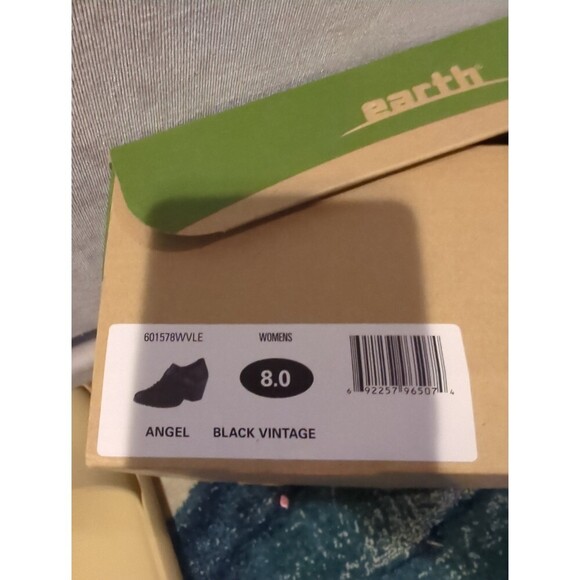 earth
601578WVLE WOMENS
8.0
6 92257 96507 4
ANGEL BLACK VINTAGE